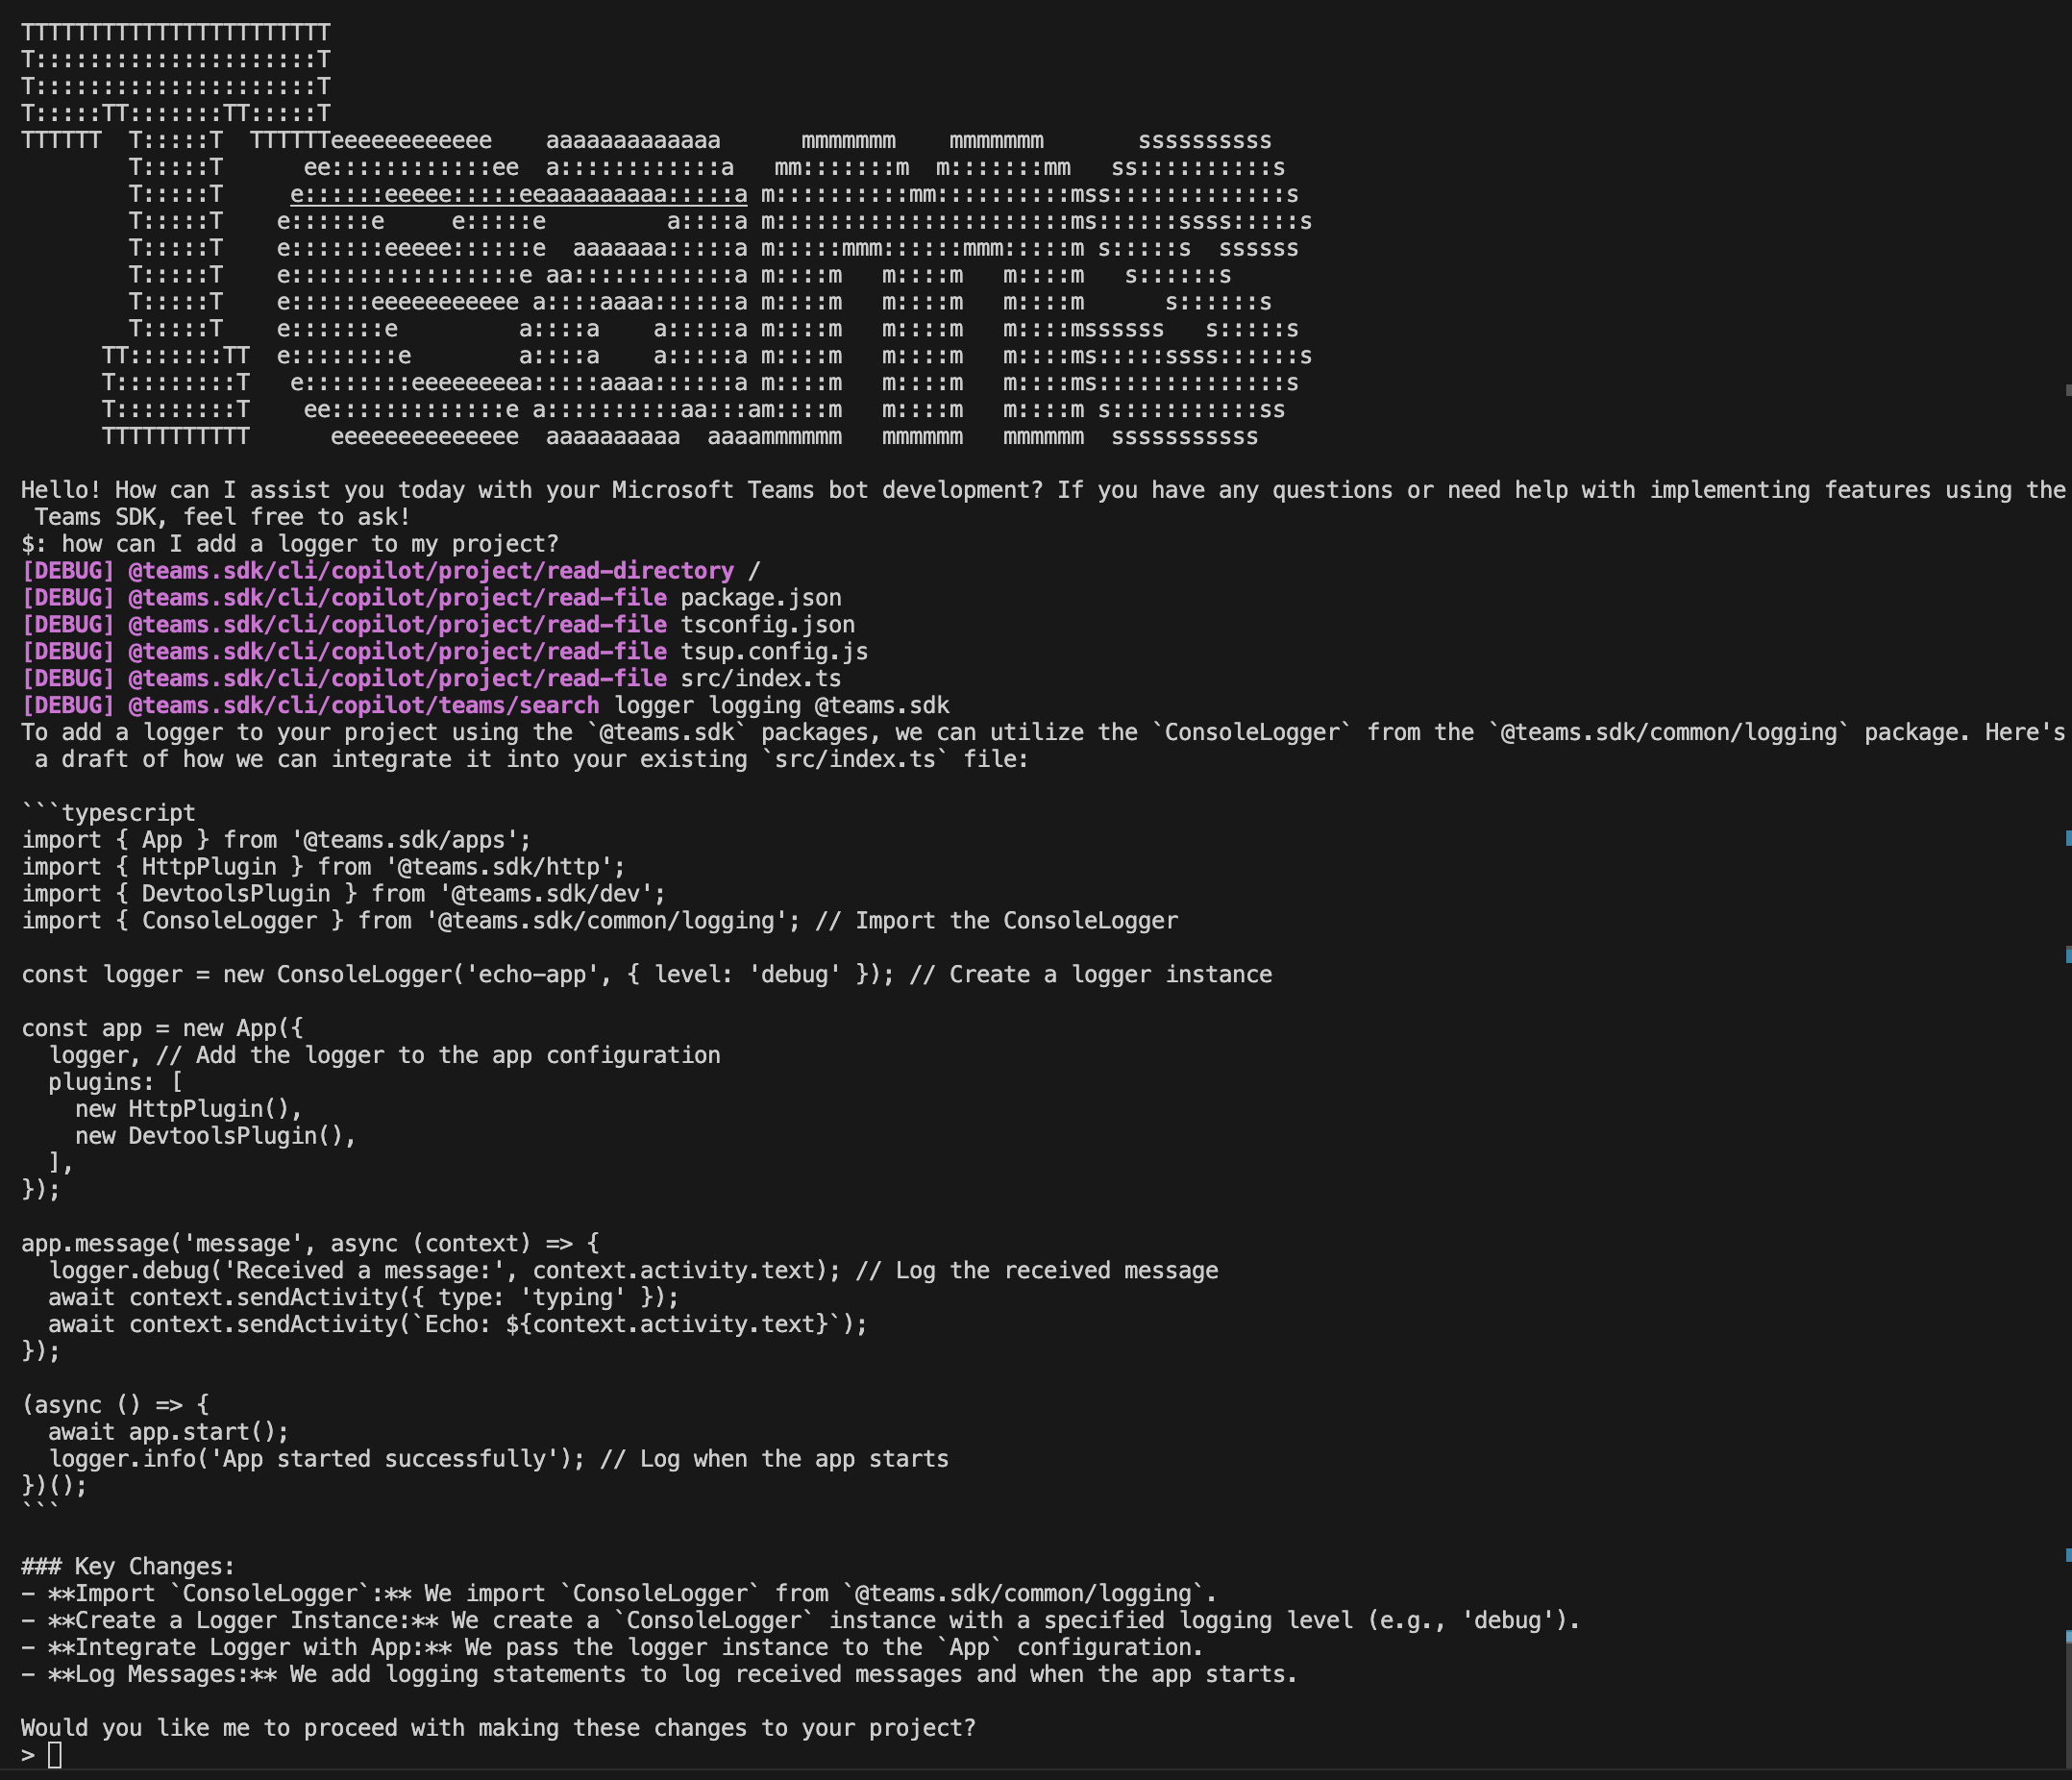 TTTTTTTTTTTTTTTTTTTTTTT
T:::::::::::::::::::::T
T:::::::::::::::::::::T
T:::::TT:::::::TT:::::T
TTTTTT  T:::::T  TTTTTTeeeeeeeeeeee    aaaaaaaaaaaaa      mmmmmmm    mmmmmmm       ssssssssss
        T:::::T      ee::::::::::::ee  a::::::::::::a   mm:::::::m  m:::::::mm   ss::::::::::s
        T:::::T     e::::::eeeee:::::eeaaaaaaaaa:::::a m::::::::::mm::::::::::mss:::::::::::::s
        T:::::T    e::::::e     e:::::e         a::::a m::::::::::::::::::::::ms::::::ssss:::::s
        T:::::T    e:::::::eeeee::::::e  aaaaaaa:::::a m:::::mmm::::::mmm:::::m s:::::s  ssssss
        T:::::T    e:::::::::::::::::e aa::::::::::::a m::::m   m::::m   m::::m   s::::::s
        T:::::T    e::::::eeeeeeeeeee a::::aaaa::::::a m::::m   m::::m   m::::m      s::::::s
        T:::::T    e:::::::e         a::::a    a:::::a m::::m   m::::m   m::::mssssss   s:::::s
      TT:::::::TT  e::::::::e        a::::a    a:::::a m::::m   m::::m   m::::ms:::::ssss::::::s
      T:::::::::T   e::::::::eeeeeeeea:::::aaaa::::::a m::::m   m::::m   m::::ms::::::::::::::s
      T:::::::::T    ee:::::::::::::e a::::::::::aa:::am::::m   m::::m   m::::m s:::::::::::ss
      TTTTTTTTTTT      eeeeeeeeeeeeee  aaaaaaaaaa  aaaammmmmm   mmmmmm   mmmmmm  sssssssssss

Hello! How can I assist you today with your Microsoft Teams bot development? If you have any questions or need help with implementing features using the
 Teams SDK, feel free to ask!
$: how can I add a logger to my project?
[DEBUG] @teams.sdk/cli/copilot/project/read-directory /
[DEBUG] @teams.sdk/cli/copilot/project/read-file package.json
[DEBUG] @teams.sdk/cli/copilot/project/read-file tsconfig.json
[DEBUG] @teams.sdk/cli/copilot/project/read-file tsup.config.js
[DEBUG] @teams.sdk/cli/copilot/project/read-file src/index.ts
[DEBUG] @teams.sdk/cli/copilot/teams/search logger logging @teams.sdk
To add a logger to your project using the `@teams.sdk` packages, we can utilize the `ConsoleLogger` from the `@teams.sdk/common/logging` package. Here's
 a draft of how we can integrate it into your existing `src/index.ts` file:

```typescript
import { App } from '@teams.sdk/apps';
import { HttpPlugin } from '@teams.sdk/http';
import { DevtoolsPlugin } from '@teams.sdk/dev';
import { ConsoleLogger } from '@teams.sdk/common/logging'; // Import the ConsoleLogger

const logger = new ConsoleLogger('echo-app', { level: 'debug' }); // Create a logger instance

const app = new App({
  logger, // Add the logger to the app configuration
  plugins: [
    new HttpPlugin(),
    new DevtoolsPlugin(),
  ],
});

app.message('message', async (context) => {
  logger.debug('Received a message:', context.activity.text); // Log the received message
  await context.sendActivity({ type: 'typing' });
  await context.sendActivity(`Echo: ${context.activity.text}`);
});

(async () => {
  await app.start();
  logger.info('App started successfully'); // Log when the app starts
})();
```

### Key Changes:
- **Import `ConsoleLogger`:** We import `ConsoleLogger` from `@teams.sdk/common/logging`.
- **Create a Logger Instance:** We create a `ConsoleLogger` instance with a specified logging level (e.g., 'debug').
- **Integrate Logger with App:** We pass the logger instance to the `App` configuration.
- **Log Messages:** We add logging statements to log received messages and when the app starts.

Would you like me to proceed with making these changes to your project?
>